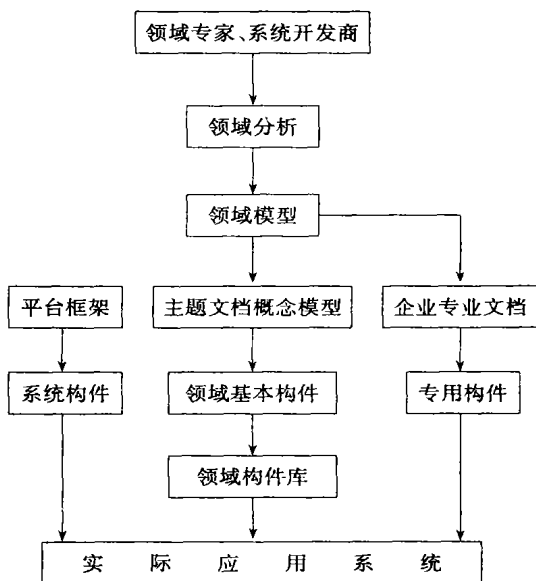 领域专家、系统开发商
领域分析
领域模型
平台框架
主题文档概念模型
企业专业文档
系统构件
领域基本构件
专用构件
领域构件库
实际应用系统